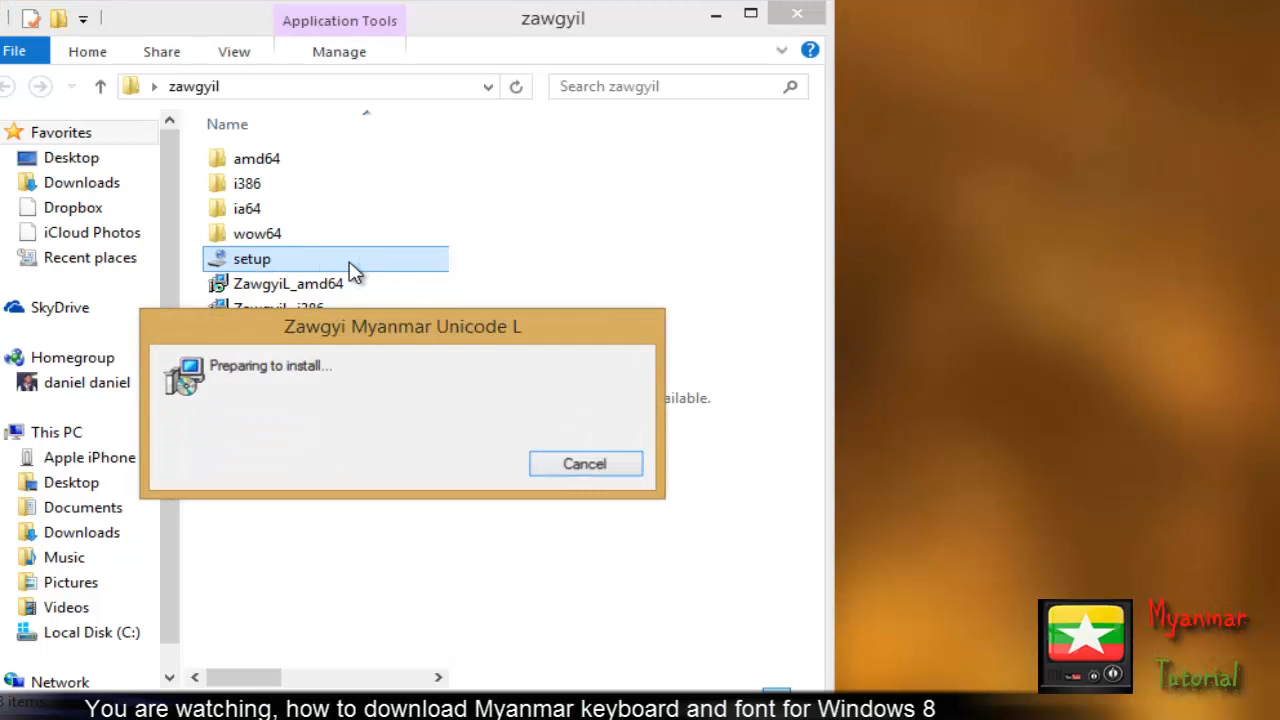 Application Tools
zawgyil
File
Home
Share
View
Manage
zawgyil
Search zawgyil
Name
Favorites
Desktop
Downloads
Dropbox
iCloud Photos
Recent places
SkyDrive
Homegroup
daniel daniel
This PC
Apple iPhone
Desktop
Documents
Downloads
Music
Pictures
Videos
Local Disk (C:)
Network
amd64
i386
ia64
wow64
setup
ZawgyiL_amd64
ZawgyiL_i386
Zawgyi Myanmar Unicode L
Preparing to install...
Cancel
ailable.
Myanmar
Tutorial
8 items
You are watching, how to download Myanmar keyboard and font for Windows 8